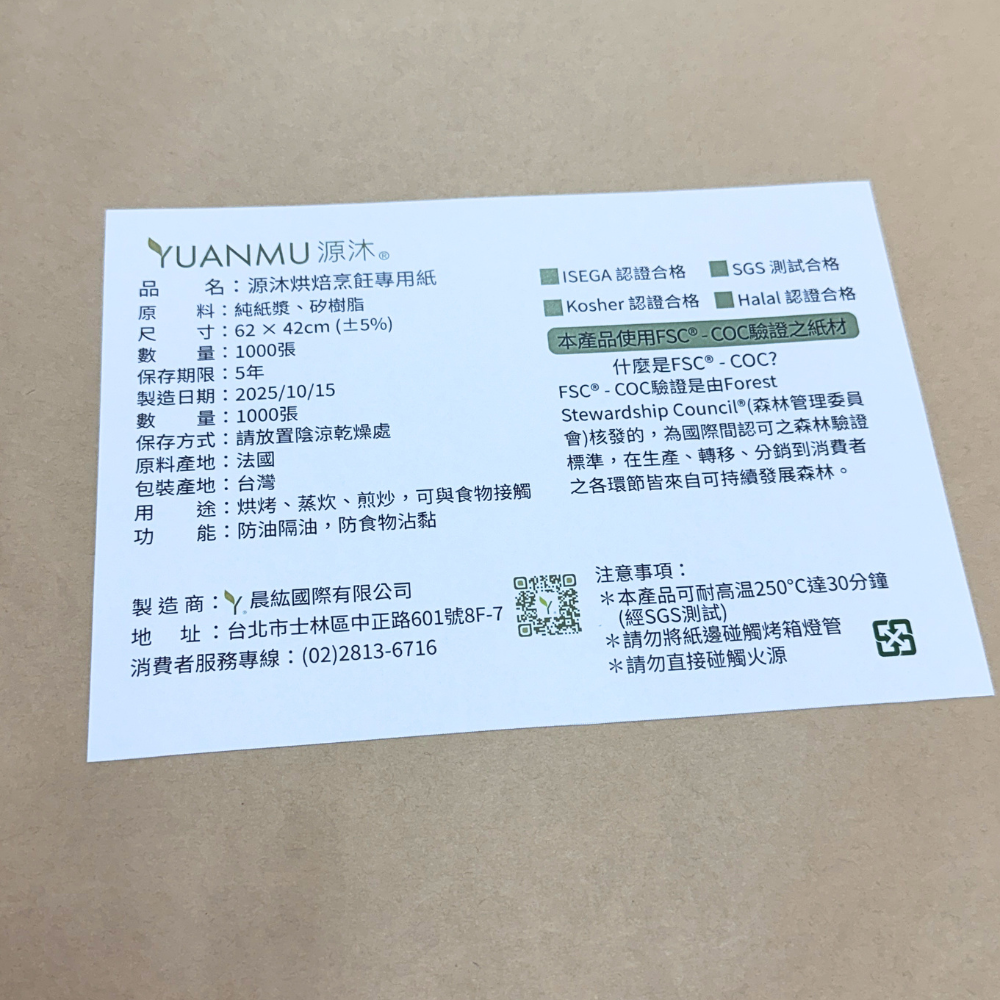 YUANMU 源沐®
品名：源沐烘焙烹飪專用紙
原料：純紙漿、矽樹脂
尺寸：62 × 42cm (±5%)
數量：1000張
保存期限：5年
製造日期：2025/10/15
數量：1000張
保存方式：請放置陰涼乾燥處
原料產地：法國
包裝產地：台灣
用途：烘烤、蒸炊、煎炒，可與食物接觸
功能：防油隔油，防食物沾黏
ISEGA 認證合格 SGS 測試合格
Kosher 認證合格 Halal 認證合格
本產品使用FSC®-COC驗證之紙材
什麼是FSC® - COC?
FSC® - COC驗證是由Forest
Stewardship Council®(森林管理委員
會)核發的，為國際間認可之森林驗證
標準，在生產、轉移、分銷到消費者
之各環節皆來自可持續發展森林。
製造商：晨紘國際有限公司
地址：台北市士林區中正路601號8F-7
消費者服務專線：(02)2813-6716
注意事項：
＊本產品可耐高溫250°C達30分鐘
(經SGS測試)
＊請勿將紙邊碰觸烤箱燈管
＊請勿直接碰觸火源